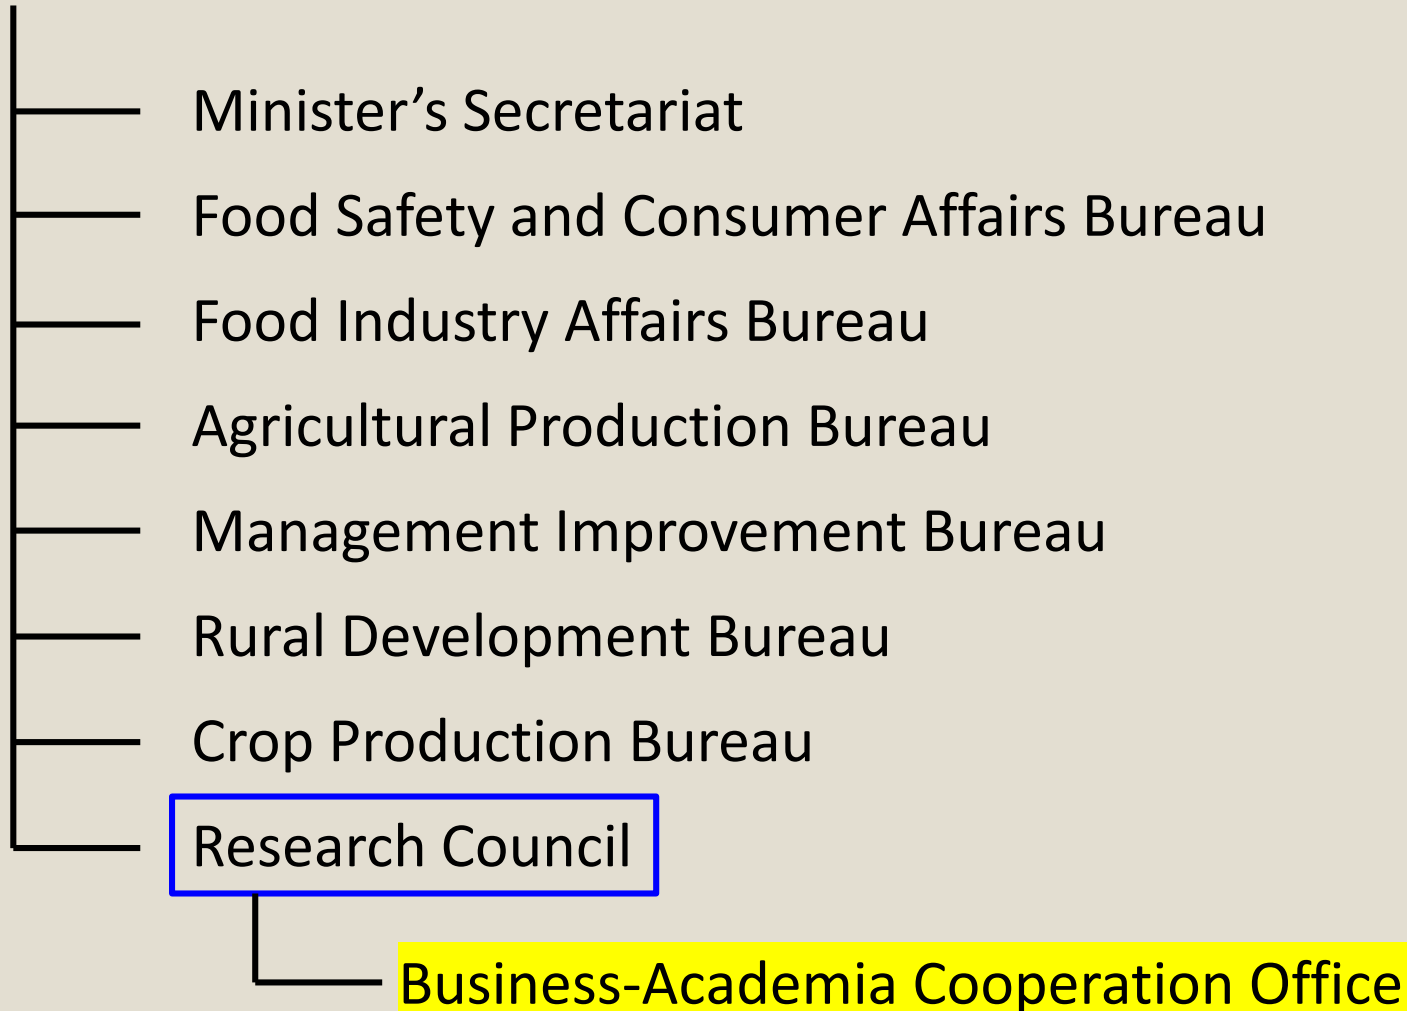 Minister’s Secretariat
Food Safety and Consumer Affairs Bureau
Food Industry Affairs Bureau
Agricultural Production Bureau
Management Improvement Bureau
Rural Development Bureau
Crop Production Bureau
Research Council
Business-Academia Cooperation Office